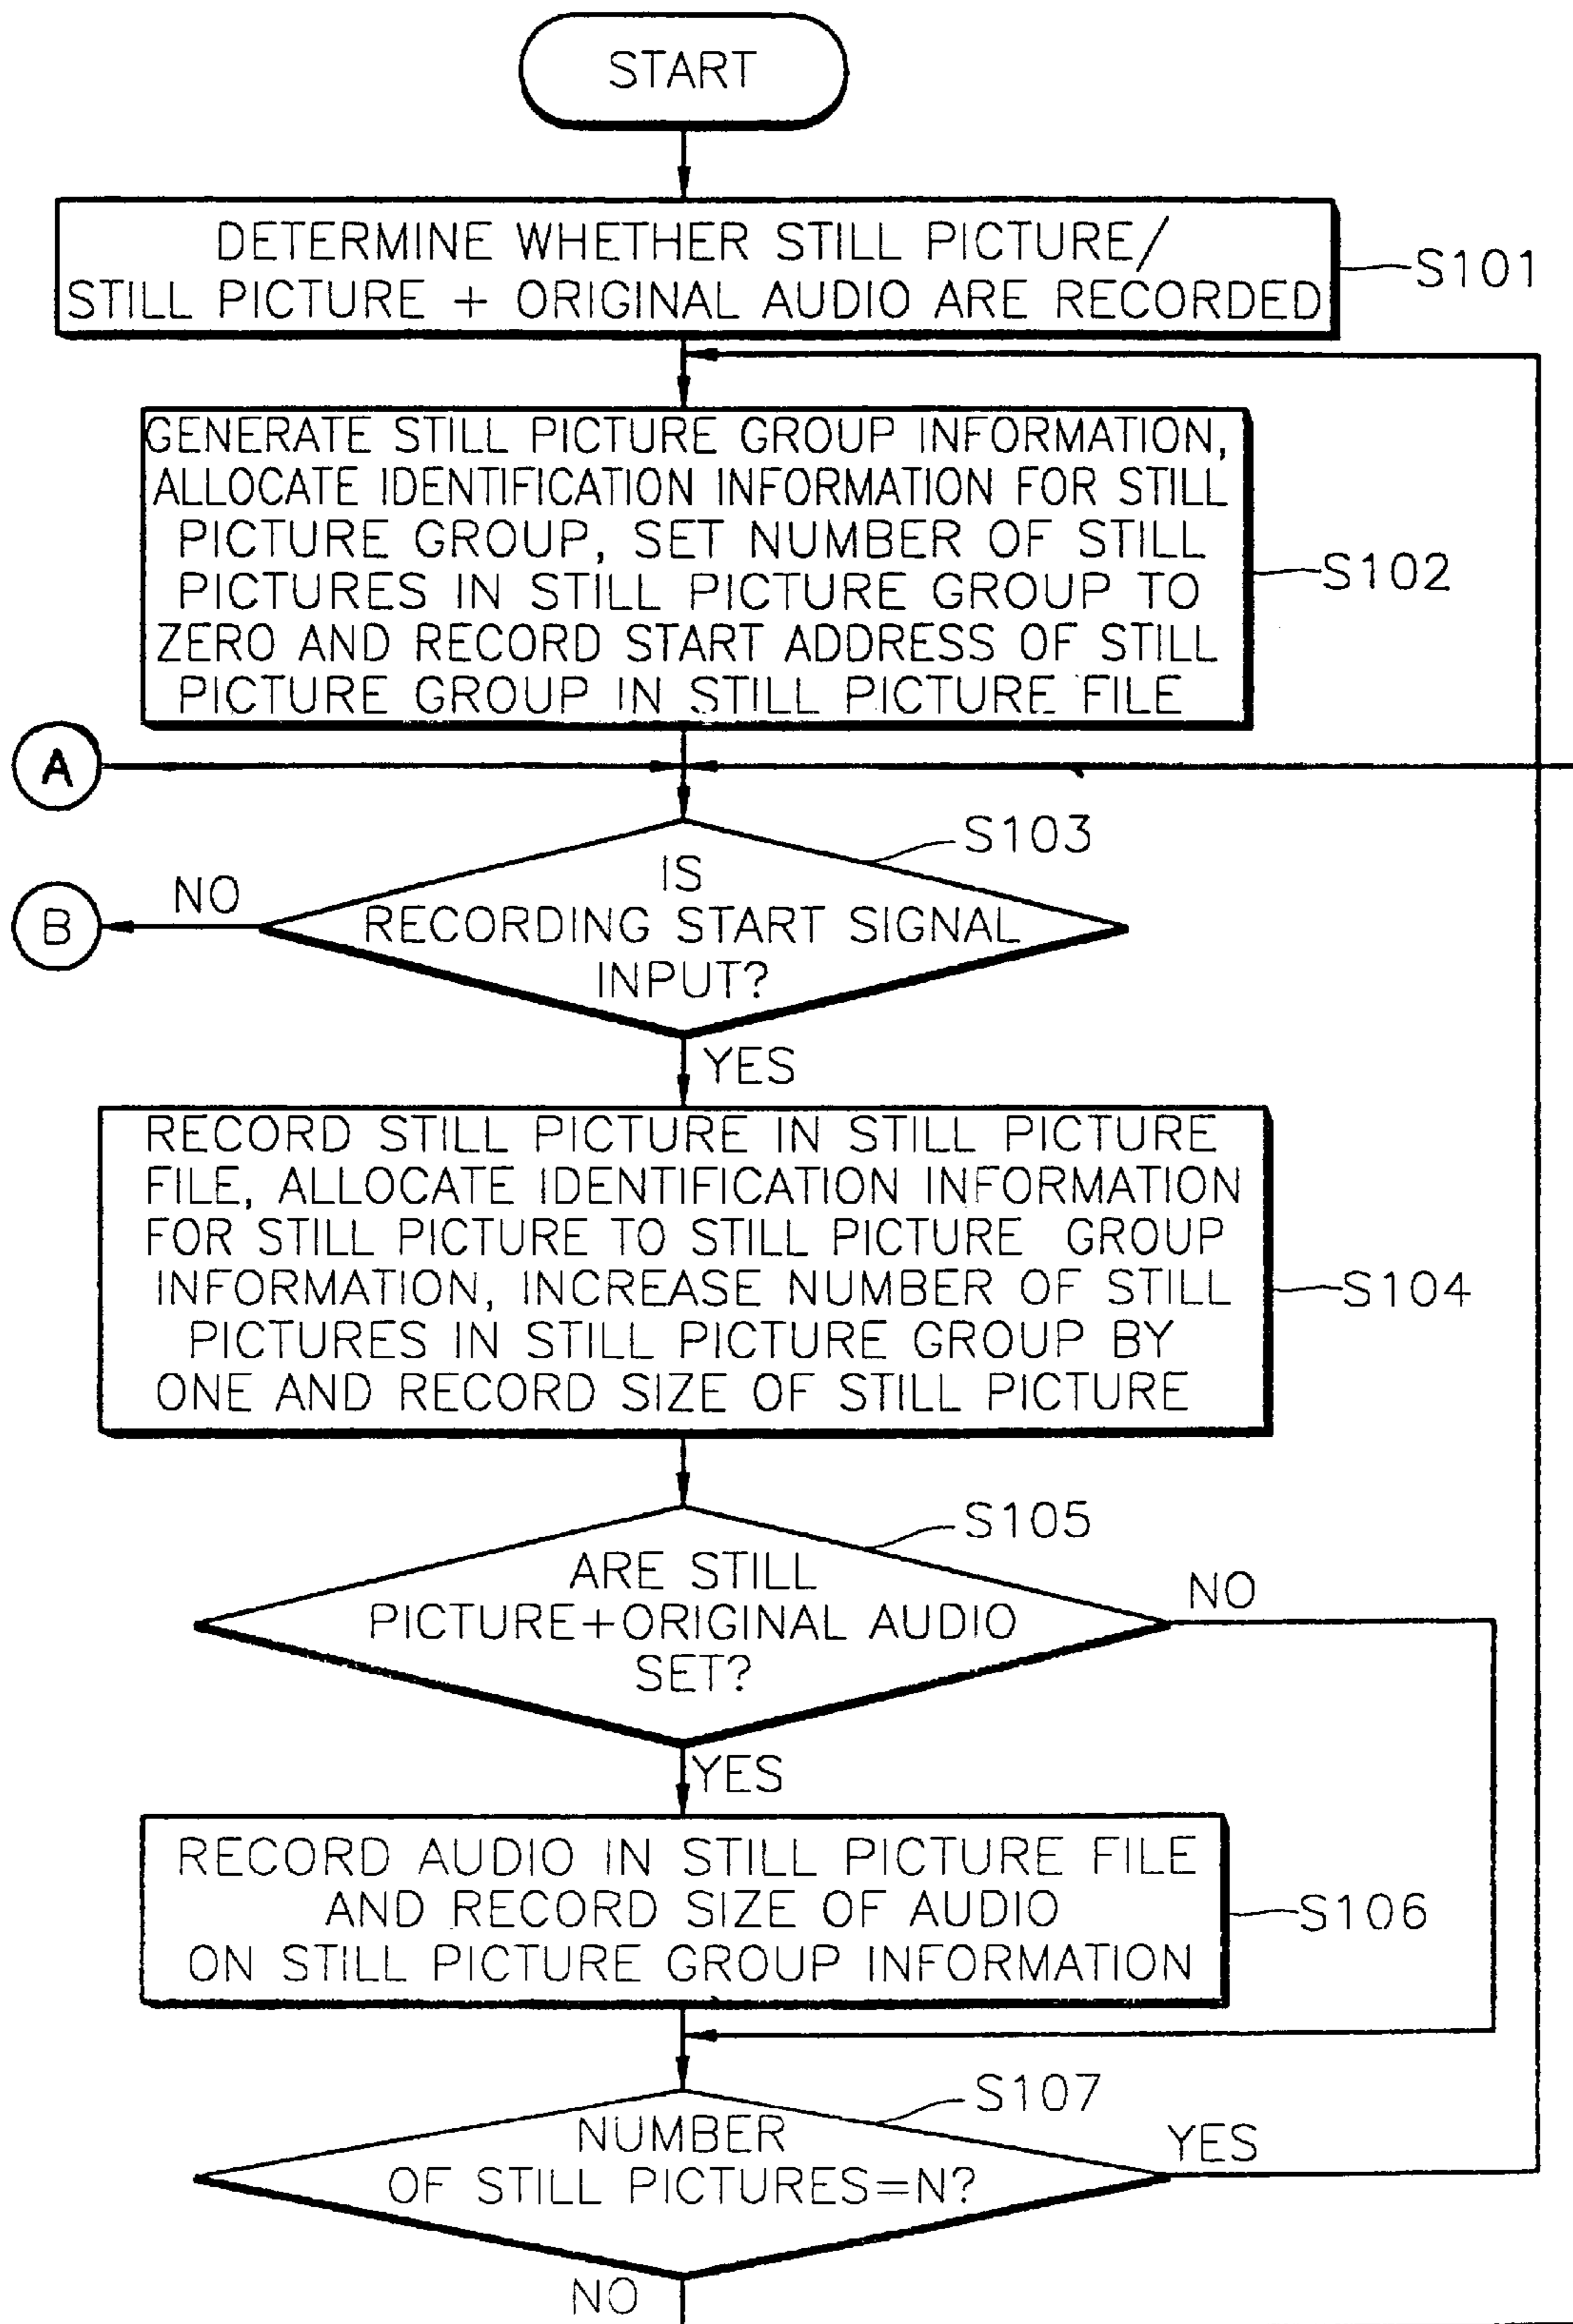 START
DETERMINE WHETHER STILL PICTURE/
STILL PICTURE + ORIGINAL AUDIO ARE RECORDED
S101
GENERATE STILL PICTURE GROUP INFORMATION,
ALLOCATE IDENTIFICATION INFORMATION FOR STILL
PICTURE GROUP, SET NUMBER OF STILL
PICTURES IN STILL PICTURE GROUP TO
ZERO AND RECORD START ADDRESS OF STILL
PICTURE GROUP IN STILL PICTURE FILE
S102
A
S103
IS
RECORDING START SIGNAL
INPUT?
NO
B
YES
RECORD STILL PICTURE IN STILL PICTURE
FILE, ALLOCATE IDENTIFICATION INFORMATION
FOR STILL PICTURE TO STILL PICTURE GROUP
INFORMATION, INCREASE NUMBER OF STILL
PICTURES IN STILL PICTURE GROUP BY
ONE AND RECORD SIZE OF STILL PICTURE
S104
S105
ARE STILL
PICTURE+ORIGINAL AUDIO
SET?
NO
YES
RECORD AUDIO IN STILL PICTURE FILE
AND RECORD SIZE OF AUDIO
ON STILL PICTURE GROUP INFORMATION
S106
S107
NUMBER
OF STILL PICTURES=N?
YES
NO